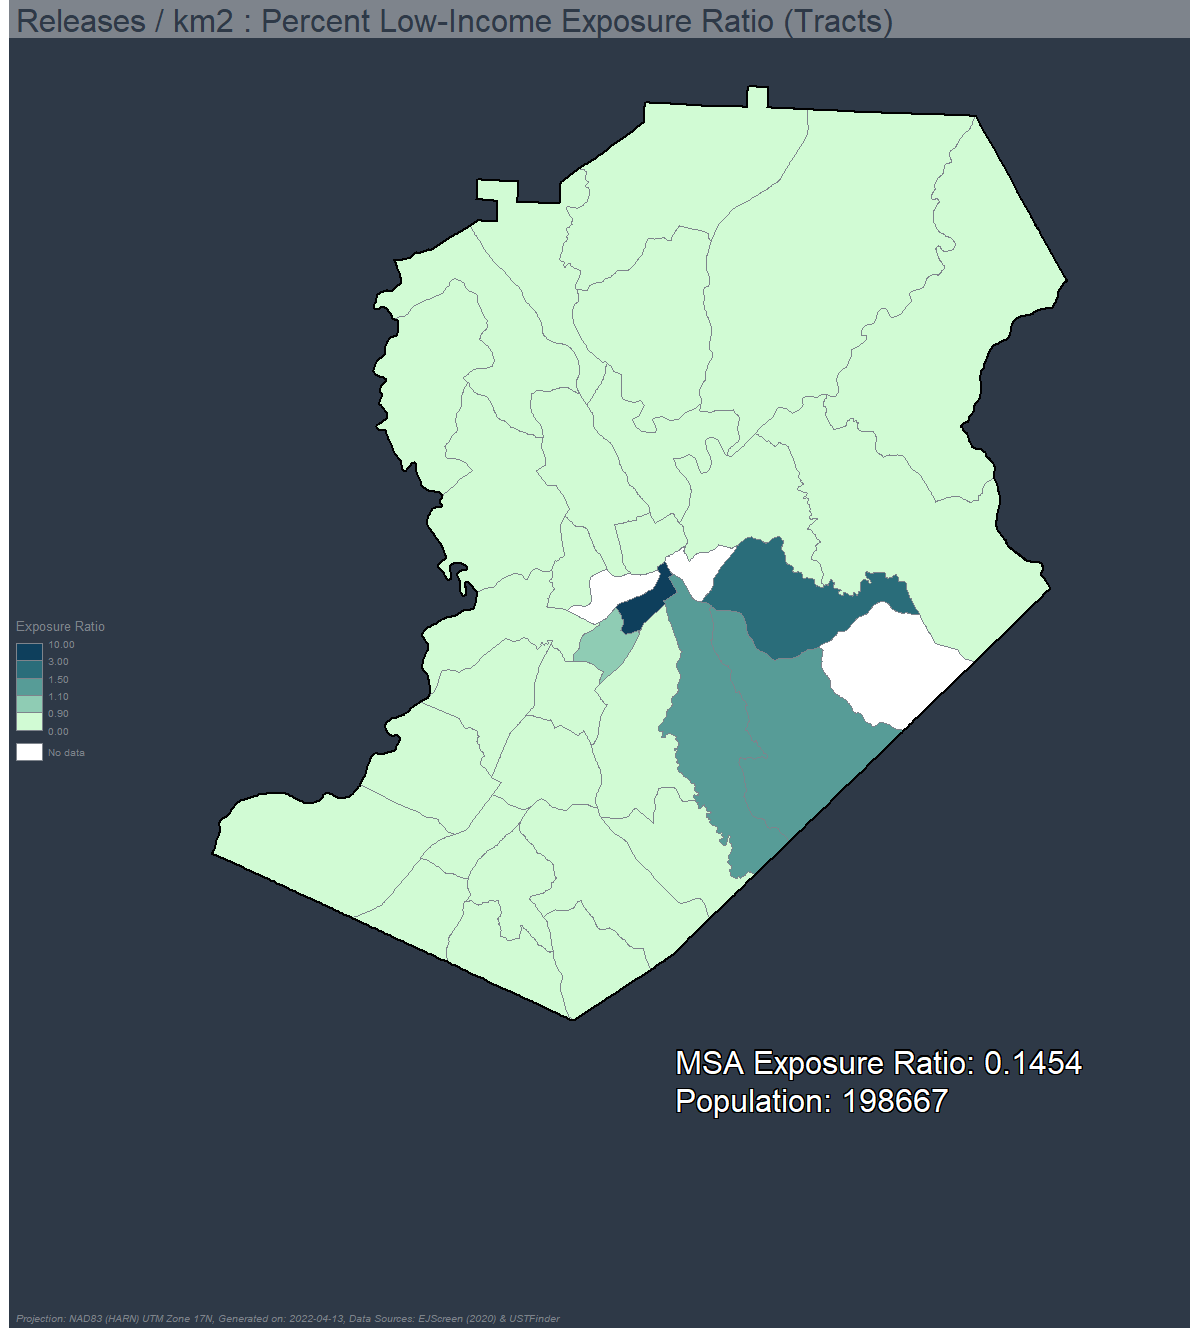 Releases / km2 : Percent Low-Income Exposure Ratio (Tracts)
Exposure Ratio
10.00
3.00
1.50
1.10
0.90
0.00
No data
MSA Exposure Ratio: 0.1454
Population: 198667
Projection: NAD83 (HARN) UTM Zone 17N, Generated on: 2022-04-13, Data Sources: EJScreen (2020) & USTFinder